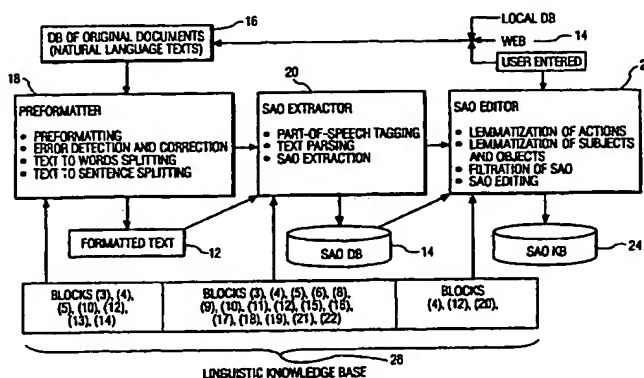 16
LOCAL DB
DB OF ORIGINAL DOCUMENTS
(NATURAL LANGUAGE TEXTS)
WEB
14
USER ENTERED
18
20
2
PREFORMATTER
• PREFORMATTING
• ERROR DETECTION AND CORRECTION
• TEXT TO WORDS SPLITTING
• TEXT TO SENTENCE SPLITTING
SAO EXTRACTOR
• PART-OF-SPEECH TAGGING
• TEXT PARSING
• SAO EXTRACTION
SAO EDITOR
• LEMMATIZATION OF ACTIONS
• LEMMATIZATION OF SUBJECTS
AND OBJECTS
• FILTRATION OF SAO
• SAO EDITING
FORMATTED TEXT
12
SAO DB
14
SAO KB
24
BLOCKS (3), (4),
(5), (10), (12),
(13), (14)
BLOCKS (3), (4), (5), (6), (8),
(9), (10), (11), (12), (15), (16),
(17), (18), (19), (21), (22)
BLOCKS
(4), (12), (20),
26
LINGUISTIC KNOWLEDGE BASE